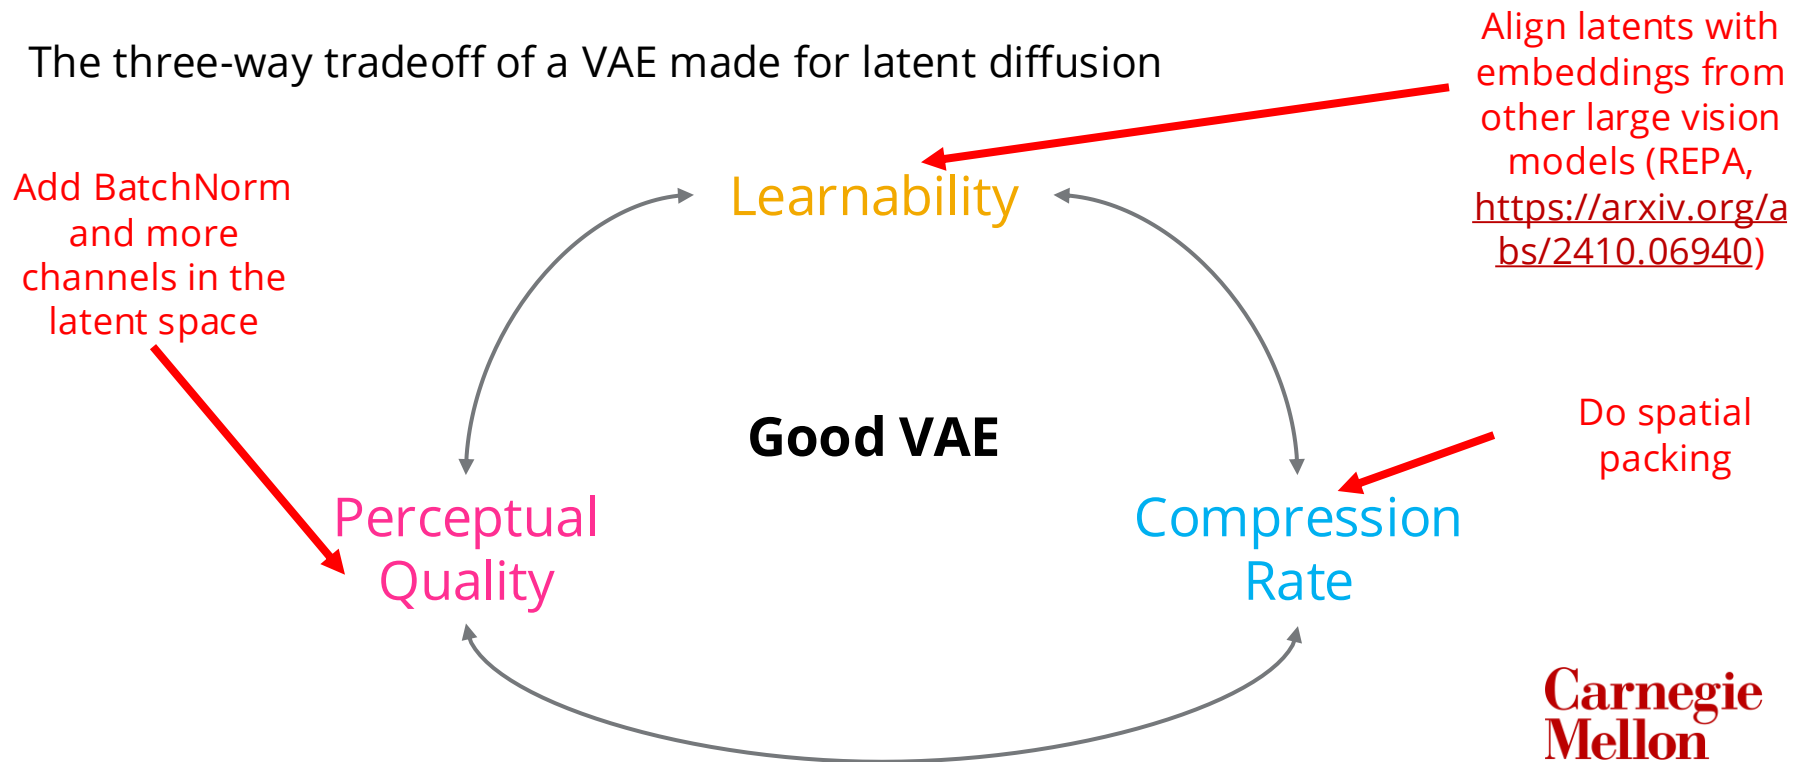 The three-way tradeoff of a VAE made for latent diffusion
Align latents with
embeddings from
other large vision
models (REPA,
https://arxiv.org/a
bs/2410.06940)
Add BatchNorm
and more
channels in the
latent space
Learnability
Good VAE
Do spatial
packing
Perceptual
Quality
Compression
Rate
Carnegie
Mellon